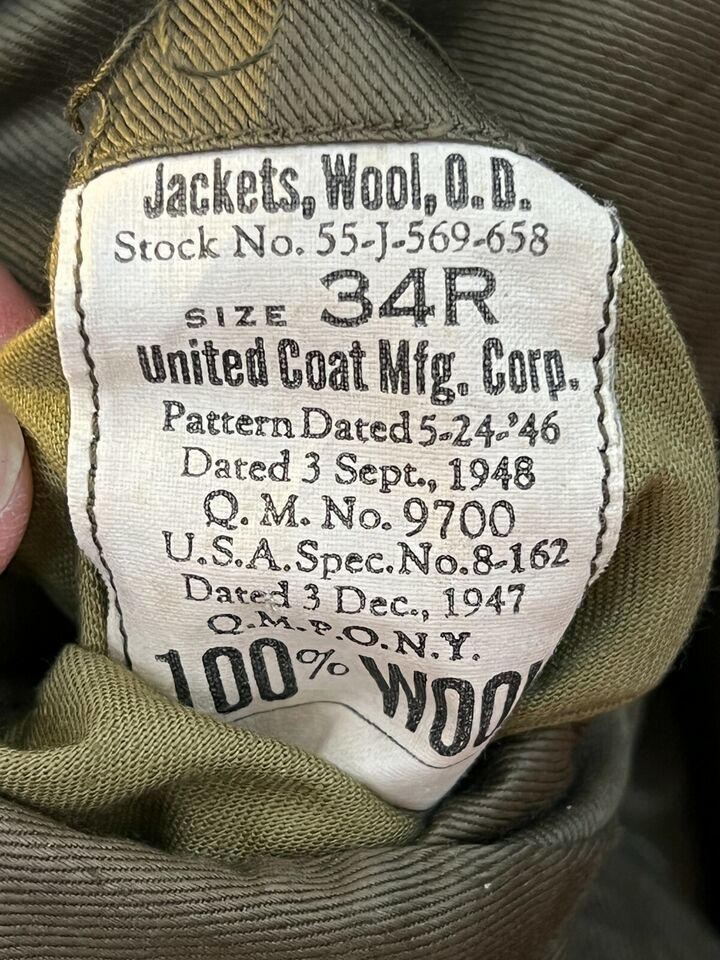 Jackets, Wool, O.D.
Stock No. 55-J-569-658
SIZE 34R
United Coat Mfg. Corp.
Pattern Dated 5-24-'46
Dated 3 Sept., 1948
Q. M. No. 9700
U.S.A. Spec. No. 8-162
Dated 3 Dec., 1947
Q.M.P.O.N.Y.
100% WOOL